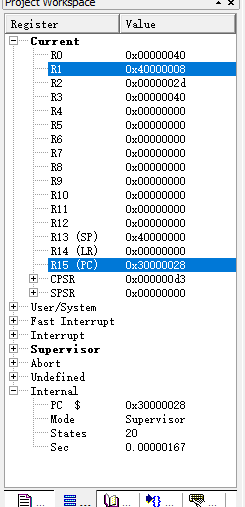 Project Workspace
Register Value
Current
R0 0x00000040
R1 0x40000008
R2 0x0000002d
R3 0x00000040
R4 0x00000000
R5 0x00000000
R6 0x00000000
R7 0x00000000
R8 0x00000000
R9 0x00000000
R10 0x00000000
R11 0x00000000
R12 0x00000000
R13 (SP) 0x40000000
R14 (LR) 0x00000000
R15 (PC) 0x30000028
CPSR 0x000000d3
SPSR 0x00000000
User/System
Fast Interrupt
Interrupt
Supervisor
Abort
Undefined
Internal
PC $ 0x30000028
Mode Supervisor
States 20
Sec 0.00000167